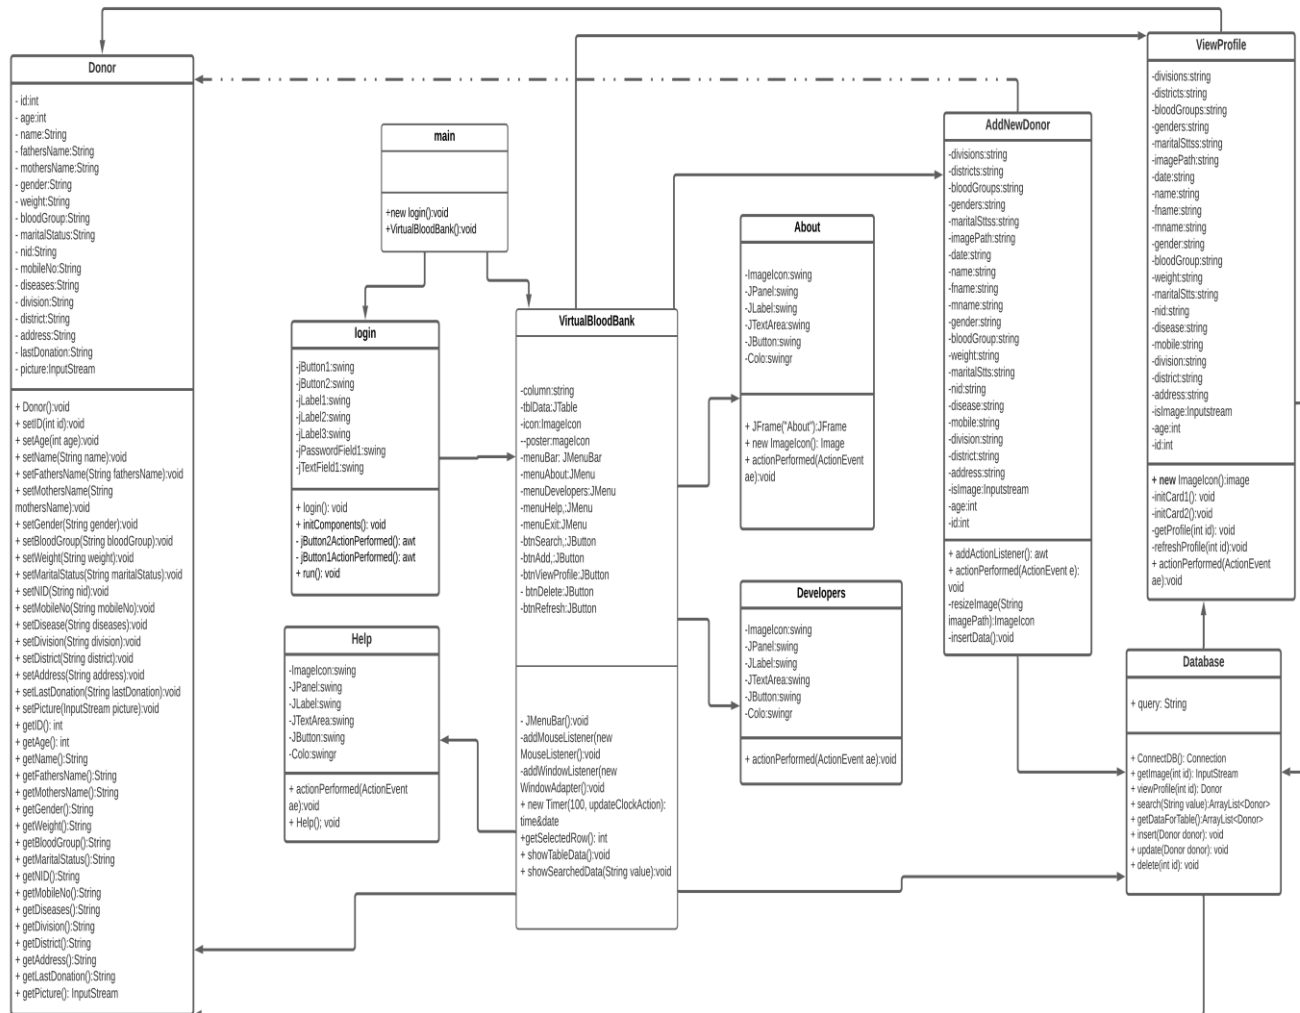 Donor
- id:int
- age:int
- name:String
- fathersName:String
- mothersName:String
- gender:String
- weight:String
- bloodGroup:String
- maritalStatus:String
- nid:String
- mobileNo:String
- diseases:String
- division:String
- district:String
- address:String
- lastDonation:String
- picture:InputStream
+ Donor():void
+ setID(int id):void
+ setAge(int age):void
+ setName(String name):void
+ setFathersName(String fathersName):void
+ setMothersName(String
mothersName):void
+ setGender(String gender):void
+ setBloodGroup(String bloodGroup):void
+ setWeight(String weight):void
+ setMaritalStatus(String maritalStatus):void
+ setNID(String nid):void
+ setMobileNo(String mobileNo):void
+ setDisease(String diseases):void
+ setDivision(String division):void
+ setDistrict(String district):void
+ setAddress(String address):void
+ setLastDonation(String lastDonation):void
+ setPicture(InputStream picture):void
+ getID(): int
+ getAge(): int
+ getName():String
+ getFathersName():String
+ getMothersName():String
+ getGender():String
+ getWeight():String
+ getBloodGroup():String
+ getMaritalStatus():String
+ getNID():String
+ getMobileNo():String
+ getDiseases():String
+ getDivision():String
+ getDistrict():String
+ getAddress():String
+ getLastDonation():String
+ getPicture(): InputStream
main
+new login():void
+VirtualBloodBank():void
login
-jButton1:swing
-jButton2:swing
-jLabel1:swing
-jLabel2:swing
-jLabel3:swing
-jPasswordField1:swing
-jTextField1:swing
+ login(): void
+ initComponents(): void
- jButton2ActionPerformed(): awt
- jButton1ActionPerformed(): awt
+ run(): void
Help
-ImageIcon:swing
-JPanel:swing
-JLabel:swing
-JTextArea:swing
-JButton:swing
-Colo:swingr
+ actionPerformed(ActionEvent
ae):void
+ Help(); void
VirtualBloodBank
-column:string
-tblData:JTable
-icon:ImageIcon
--poster:mageIcon
-menuBar: JMenuBar
-menuAbout:JMenu
-menuDevelopers:JMenu
-menuHelp,:JMenu
-menuExit:JMenu
-btnSearch,:JButton
-btnAdd,:JButton
-btnViewProfile:JButton
- btnDelete:JButton
-btnRefresh:JButton
- JMenuBar():void
-addMouseListener(new
MouseListener():void
-addWindowListener(new
WindowAdapter():void
+ new Timer(100, updateClockAction):
time&date
+getSelectedRow(): int
+ showTableData():void
+ showSearchedData(String value):void
About
-ImageIcon:swing
-JPanel:swing
-JLabel:swing
-JTextArea:swing
-JButton:swing
-Colo:swingr
+ JFrame("About"):JFrame
+ new ImageIcon(): Image
+ actionPerformed(ActionEvent
ae):void
Developers
-ImageIcon:swing
-JPanel:swing
-JLabel:swing
-JTextArea:swing
-JButton:swing
-Colo:swingr
+ actionPerformed(ActionEvent ae):void
AddNewDonor
-divisions:string
-districts:string
-bloodGroups:string
-genders:string
-maritalSttss:string
-imagePath:string
-date:string
-name:string
-fname:string
-mname:string
-gender:string
-bloodGroup:string
-weight:string
-maritalStts:string
-nid:string
-disease:string
-mobile:string
-division:string
-district:string
-address:string
-isImage:Inputstream
-age:int
-id:int
+ addActionListener(): awt
+ actionPerformed(ActionEvent e):
void
-resizeImage(String
imagePath):ImageIcon
-insertData():void
ViewProfile
-divisions:string
-districts:string
-bloodGroups:string
-genders:string
-maritalSttss:string
-imagePath:string
-date:string
-name:string
-fname:string
-mname:string
-gender:string
-bloodGroup:string
-weight:string
-maritalStts:string
-nid:string
-disease:string
-mobile:string
-division:string
-district:string
-address:string
-isImage:Inputstream
-age:int
-id:int
+ new ImageIcon():image
-initCard1(): void
-initCard2():void
-getProfile(int id): void
-refreshProfile(int id):void
+ actionPerformed(ActionEvent
ae):void
Database
+ query: String
+ ConnectDB(): Connection
+ getImage(int id): InputStream
+ viewProfile(int id): Donor
+ search(String value):ArrayList<Donor>
+ getDataForTable():ArrayList<Donor>
+ insert(Donor donor): void
+ update(Donor donor): void
+ delete(int id): void